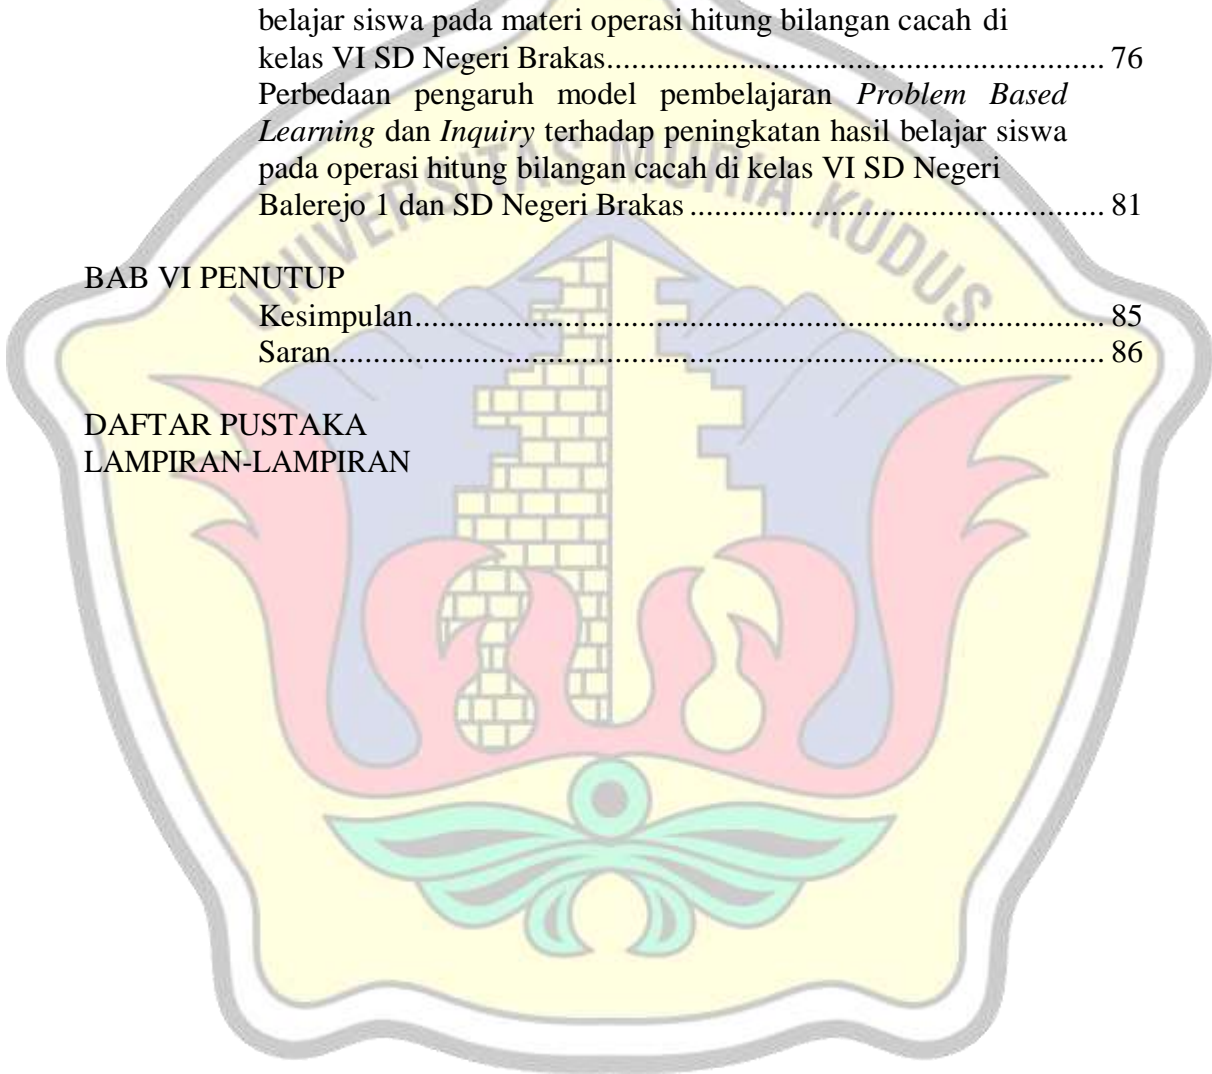 belajar siswa pada materi operasi hitung bilangan cacah di
kelas VI SD Negeri Brakas............................................................ 76
Perbedaan pengaruh model pembelajaran Problem Based
Learning dan Inquiry terhadap peningkatan hasil belajar siswa
pada operasi hitung bilangan cacah di kelas VI SD Negeri
Balerejo 1 dan SD Negeri Brakas .................................................. 81
UNIVERSITAS MURIA KUDUS
BAB VI PENUTUP
Kesimpulan.................................................................................... 85
Saran.............................................................................................. 86
DAFTAR PUSTAKA
LAMPIRAN-LAMPIRAN